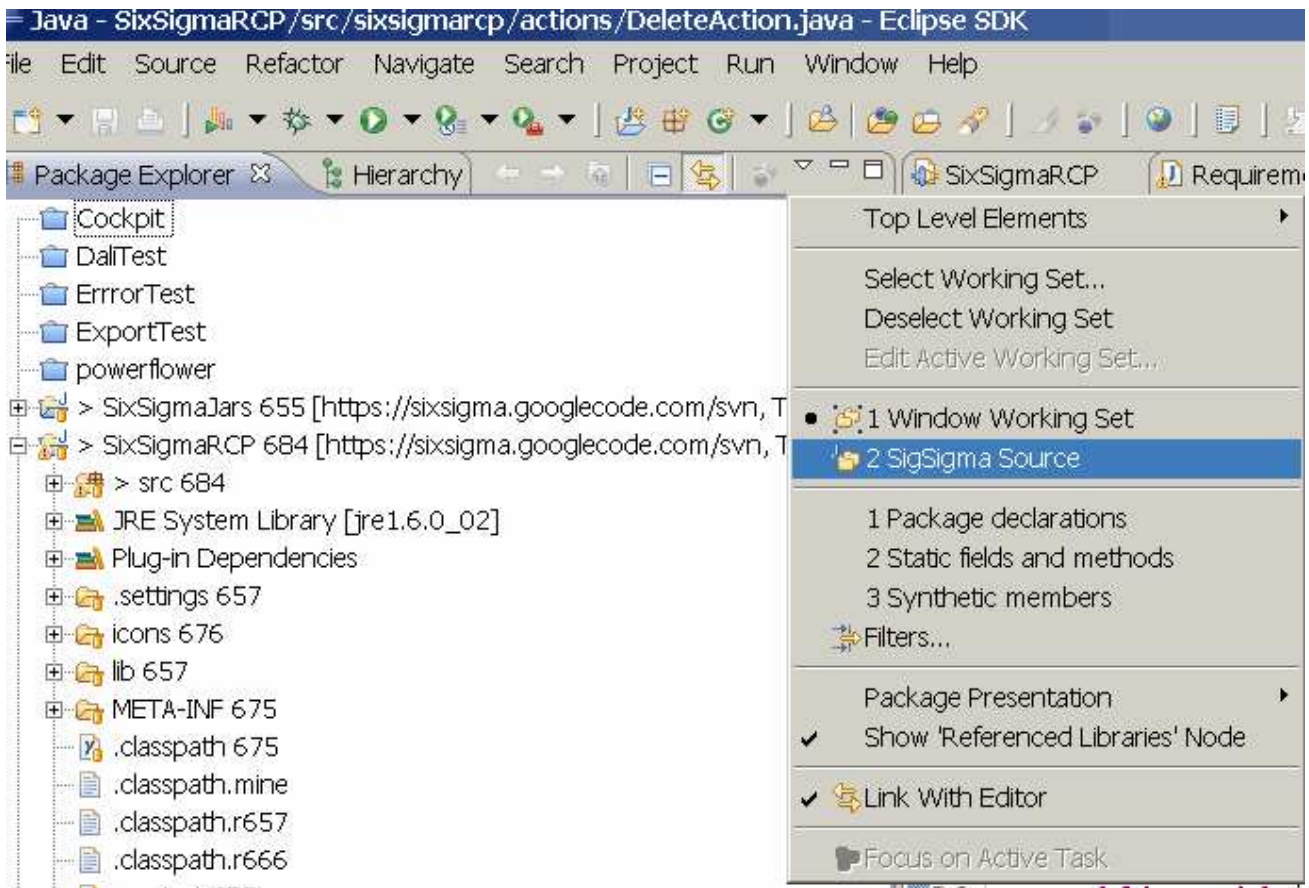 Java - SixSigmaRCP/src/sixsigmarcp/actions/DeleteAction.java - Eclipse SDK
File Edit Source Refactor Navigate Search Project Run Window Help
Package Explorer Hierarchy SixSigmaRCP Requirem
Cockpit
DaliTest
ErrrorTest
ExportTest
powerflower
> SixSigmaJars 655 [https://sixsigma.googlecode.com/svn, T
> SixSigmaRCP 684 [https://sixsigma.googlecode.com/svn, T
> src 684
JRE System Library [jre1.6.0_02]
Plug-in Dependencies
.settings 657
icons 676
lib 657
META-INF 675
.classpath 675
.classpath.mine
.classpath.r657
.classpath.r666
Top Level Elements
Select Working Set...
Deselect Working Set
Edit Active Working Set...
1 Window Working Set
2 SigSigma Source
1 Package declarations
2 Static fields and methods
3 Synthetic members
Filters...
Package Presentation
Show 'Referenced Libraries' Node
Link With Editor
Focus on Active Task